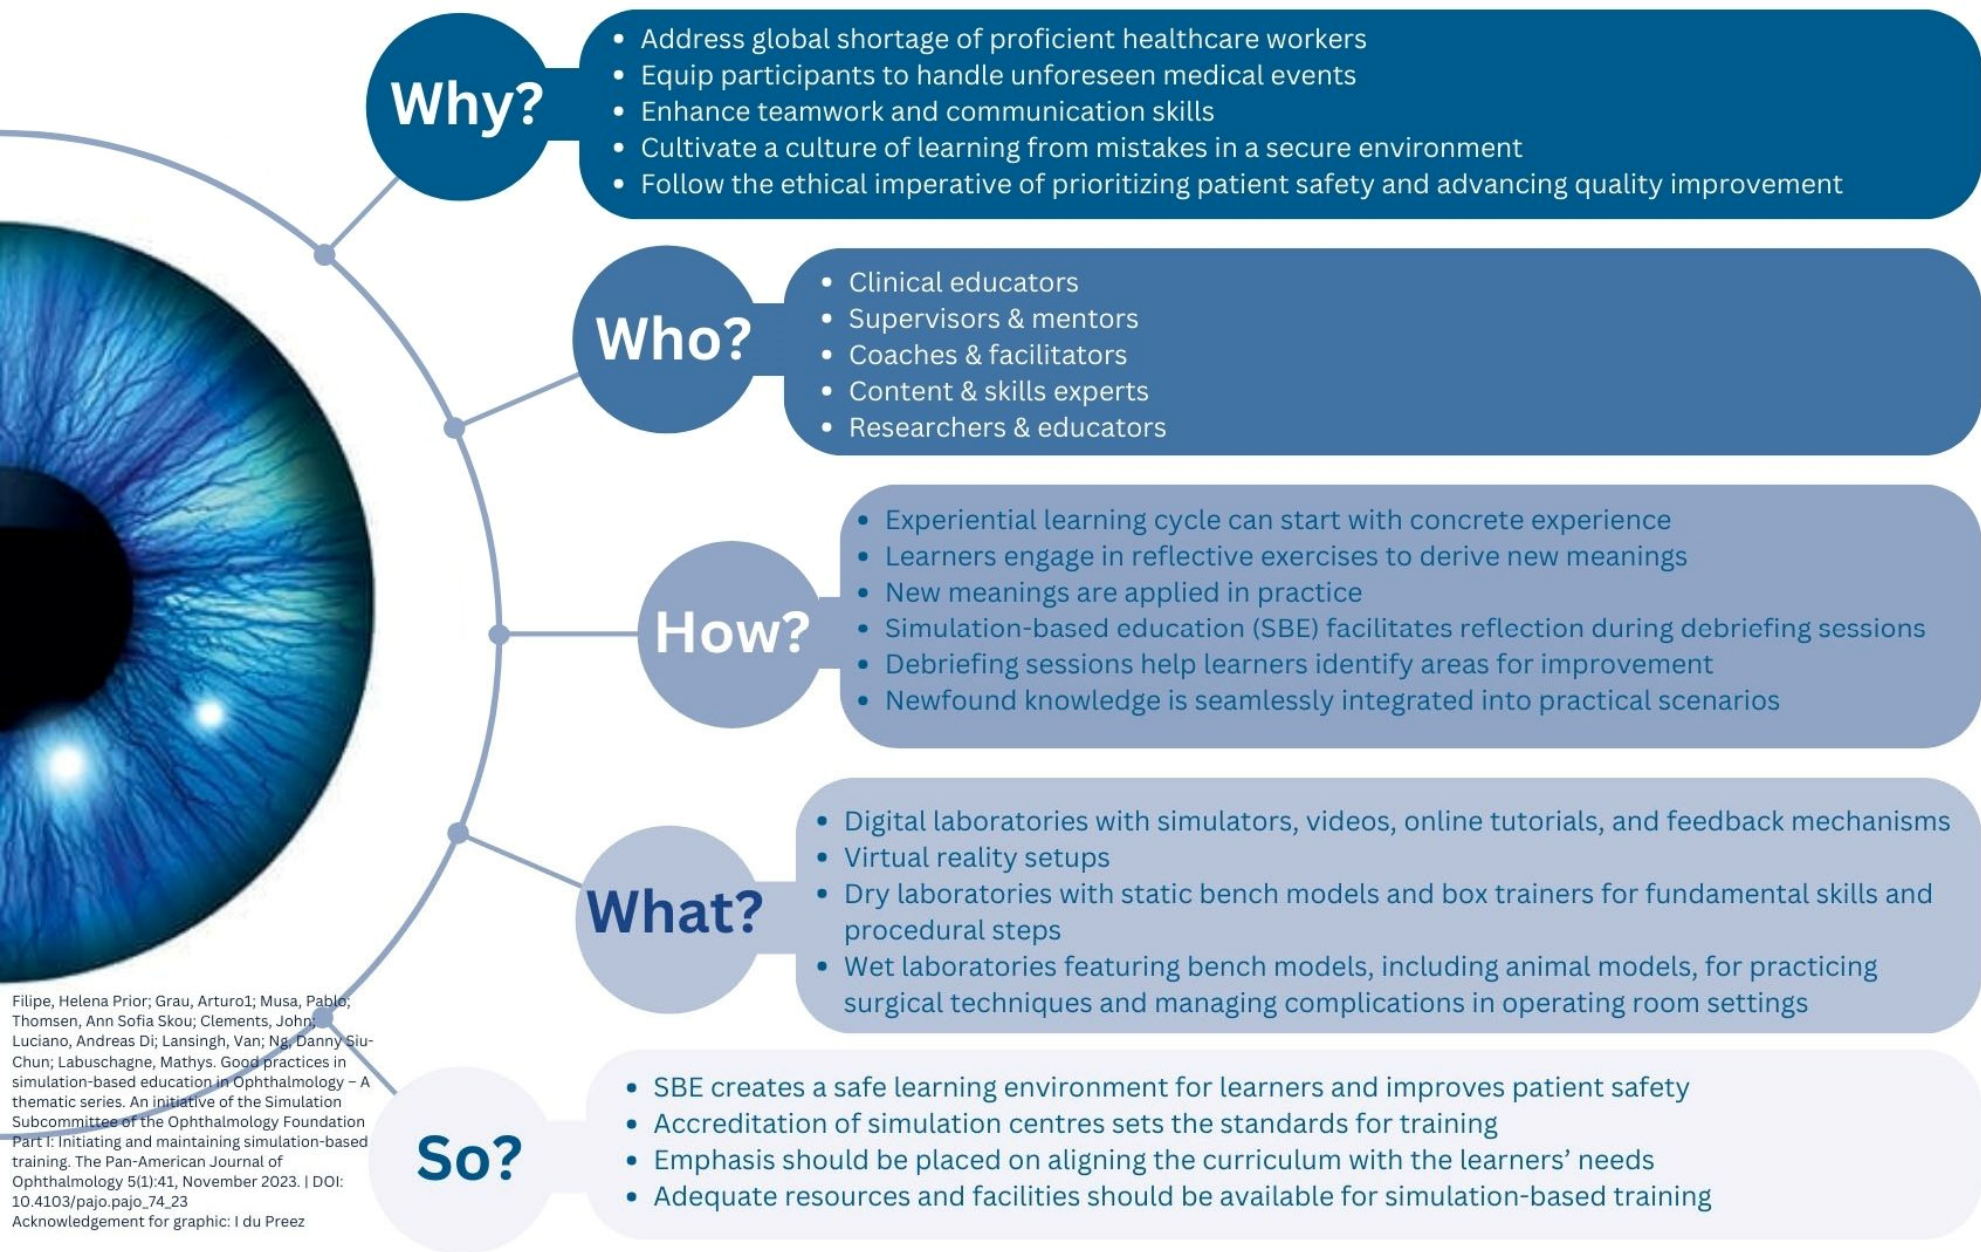 Why?
• Address global shortage of proficient healthcare workers
• Equip participants to handle unforeseen medical events
• Enhance teamwork and communication skills
• Cultivate a culture of learning from mistakes in a secure environment
• Follow the ethical imperative of prioritizing patient safety and advancing quality improvement
Who?
• Clinical educators
• Supervisors & mentors
• Coaches & facilitators
• Content & skills experts
• Researchers & educators
How?
• Experiential learning cycle can start with concrete experience
• Learners engage in reflective exercises to derive new meanings
• New meanings are applied in practice
• Simulation-based education (SBE) facilitates reflection during debriefing sessions
• Debriefing sessions help learners identify areas for improvement
• Newfound knowledge is seamlessly integrated into practical scenarios
What?
• Digital laboratories with simulators, videos, online tutorials, and feedback mechanisms
• Virtual reality setups
• Dry laboratories with static bench models and box trainers for fundamental skills and
procedural steps
• Wet laboratories featuring bench models, including animal models, for practicing
surgical techniques and managing complications in operating room settings
So?
• SBE creates a safe learning environment for learners and improves patient safety
• Accreditation of simulation centres sets the standards for training
• Emphasis should be placed on aligning the curriculum with the learners’ needs
• Adequate resources and facilities should be available for simulation-based training
Filipe, Helena Prior; Grau, Arturo1; Musa, Pablo;
Thomsen, Ann Sofia Skou; Clements, John;
Luciano, Andreas Di; Lansingh, Van; Ng, Danny Siu-
Chun; Labuschagne, Mathys. Good practices in
simulation-based education in Ophthalmology – A
thematic series. An initiative of the Simulation
Subcommittee of the Ophthalmology Foundation
Part I: Initiating and maintaining simulation-based
training. The Pan-American Journal of
Ophthalmology 5(1):41, November 2023. | DOI:
10.4103/pajo.pajo_74_23
Acknowledgement for graphic: I du Preez